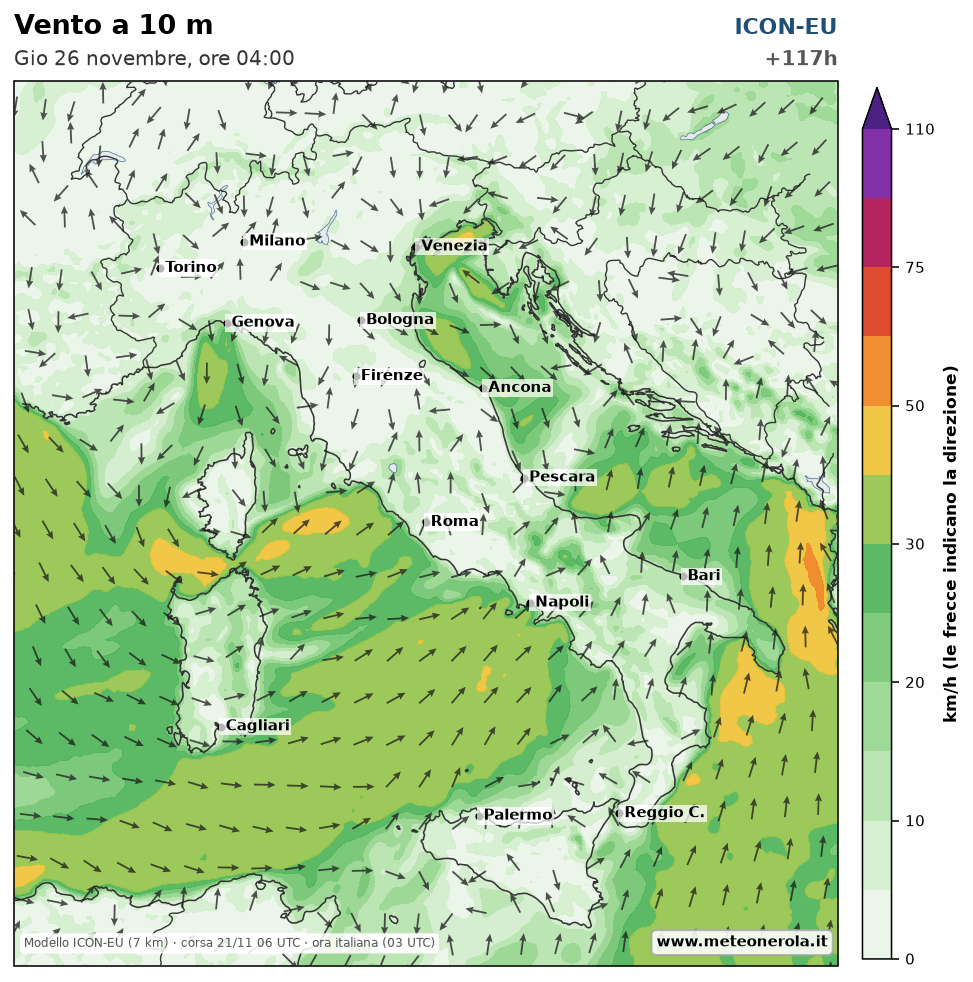 Vento a 10 m
ICON-EU
Gio 26 novembre, ore 04:00
+117h
110
75
50
30
20
10
0
km/h (le frecce indicano la direzione)
Venezia
Milano
Torino
Genova
Bologna
Firenze
Ancona
Pescara
Roma
Bari
Napoli
Cagliari
Palermo
Reggio C.
Modello ICON-EU (7 km) · corsa 21/11 06 UTC · ora italiana (03 UTC)
www.meteonerola.it